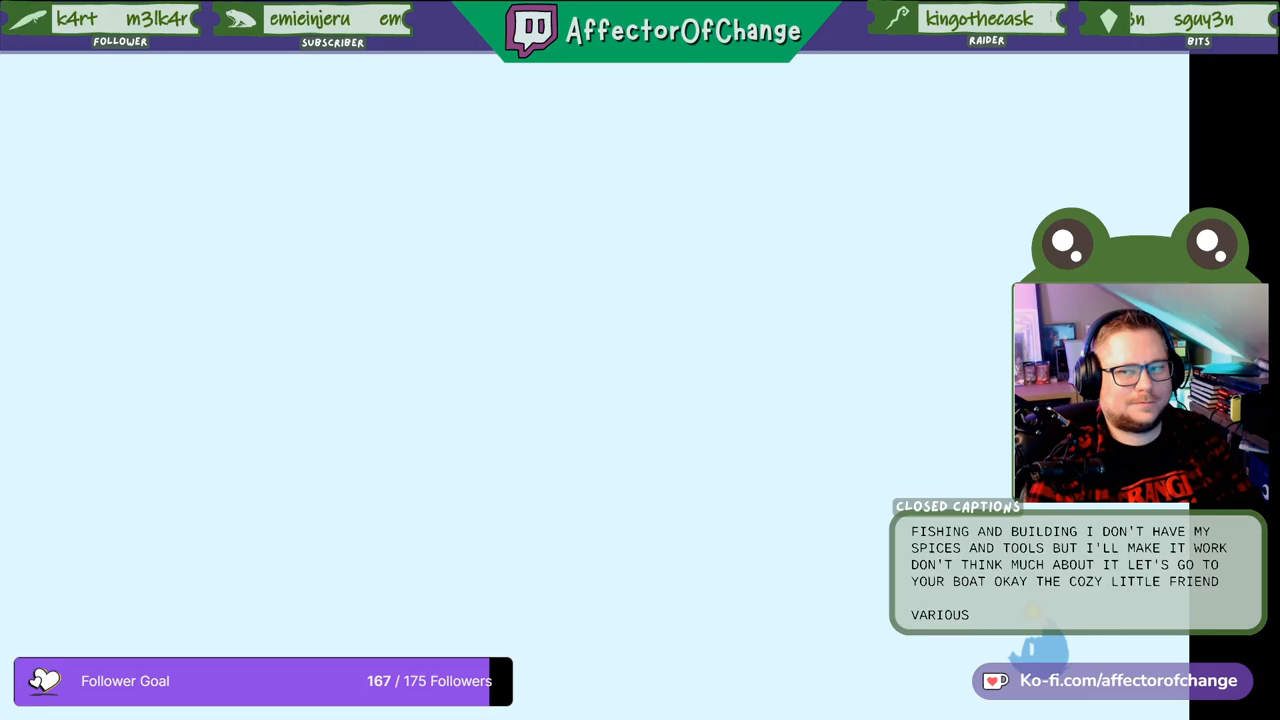 k4rt m3lk4r
FOLLOWER
emieinjeru em
SUBSCRIBER
AffectorOfChange
kingothecask
RAIDER
3n sguy3n
BITS
CLOSED CAPTIONS
FISHING AND BUILDING I DON'T HAVE MY
SPICES AND TOOLS BUT I'LL MAKE IT WORK
DON'T THINK MUCH ABOUT IT LET'S GO TO
YOUR BOAT OKAY THE COZY LITTLE FRIEND
VARIOUS
Follower Goal 167 / 175 Followers
Ko-fi.com/affectorofchange